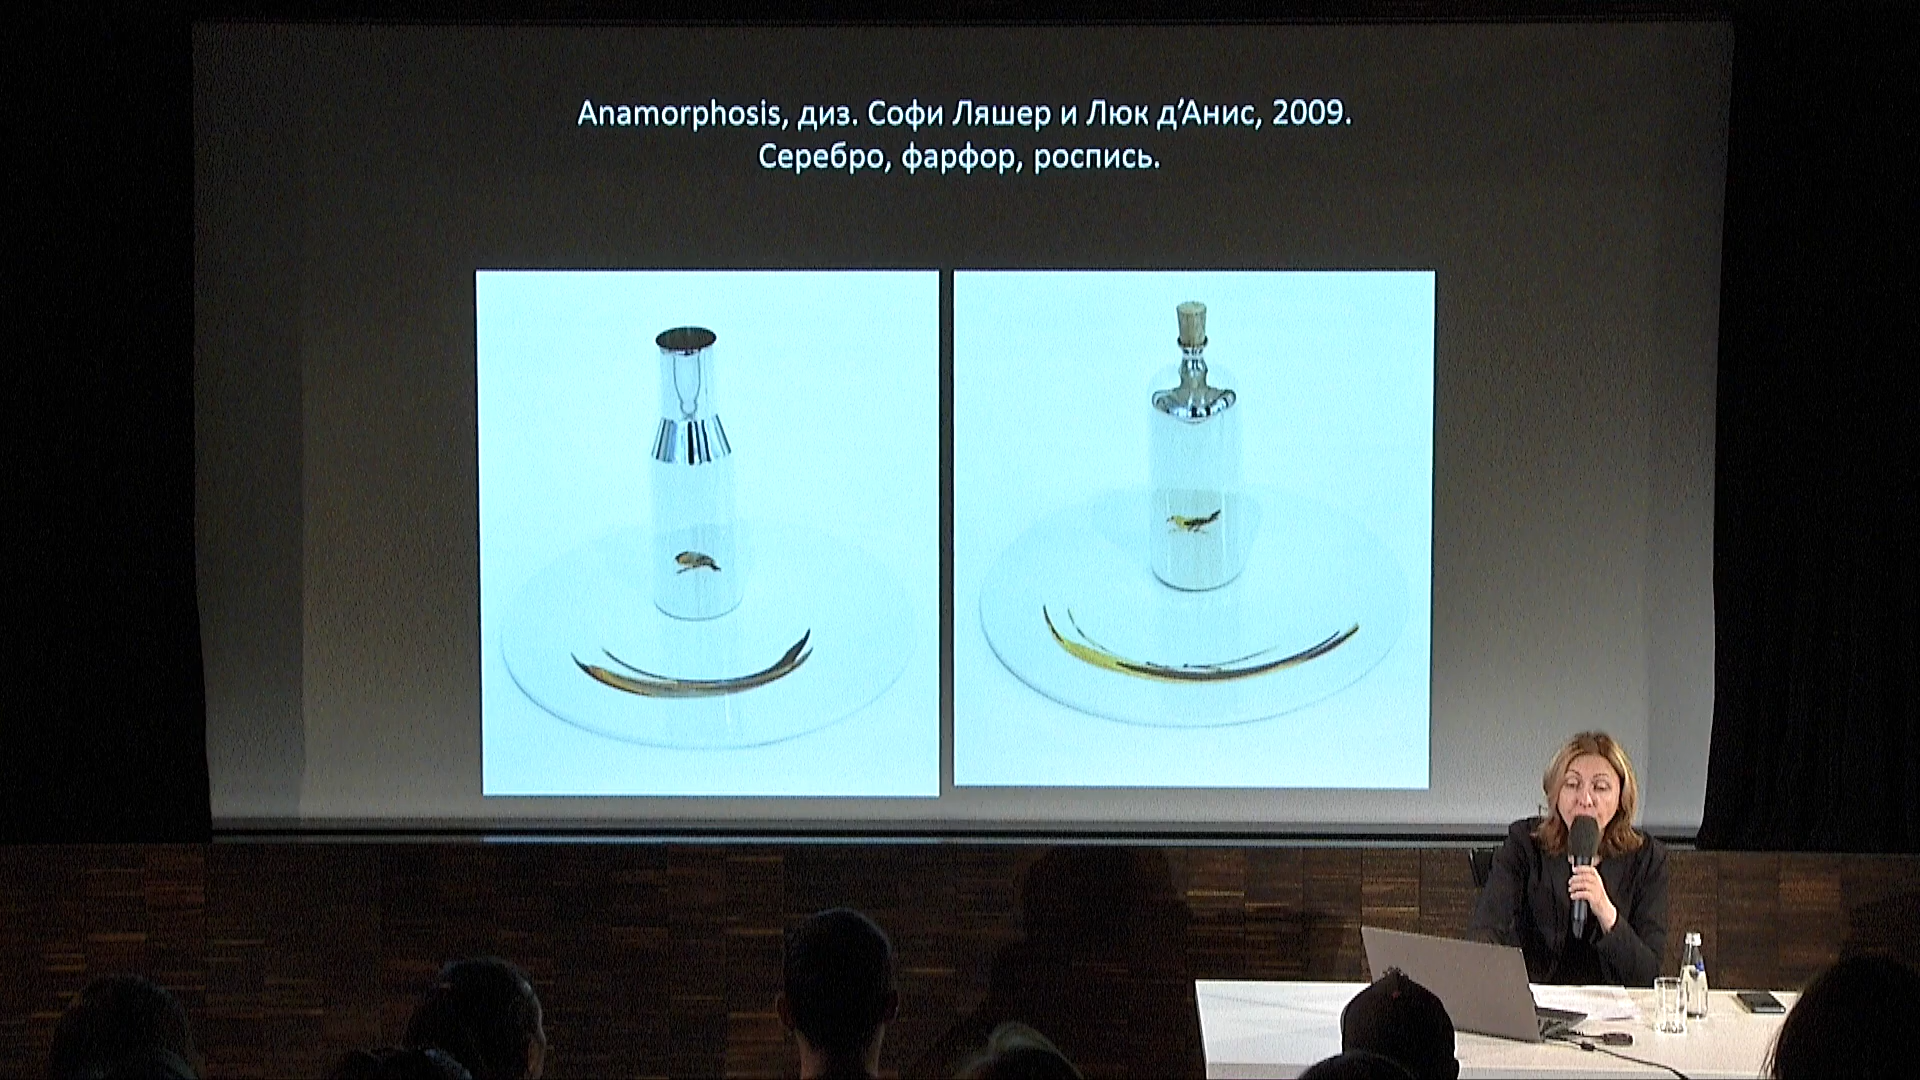 Anamorphosis, диз. Софи Ляшер и Люк д’Анис, 2009.
Серебро, фарфор, роспись.